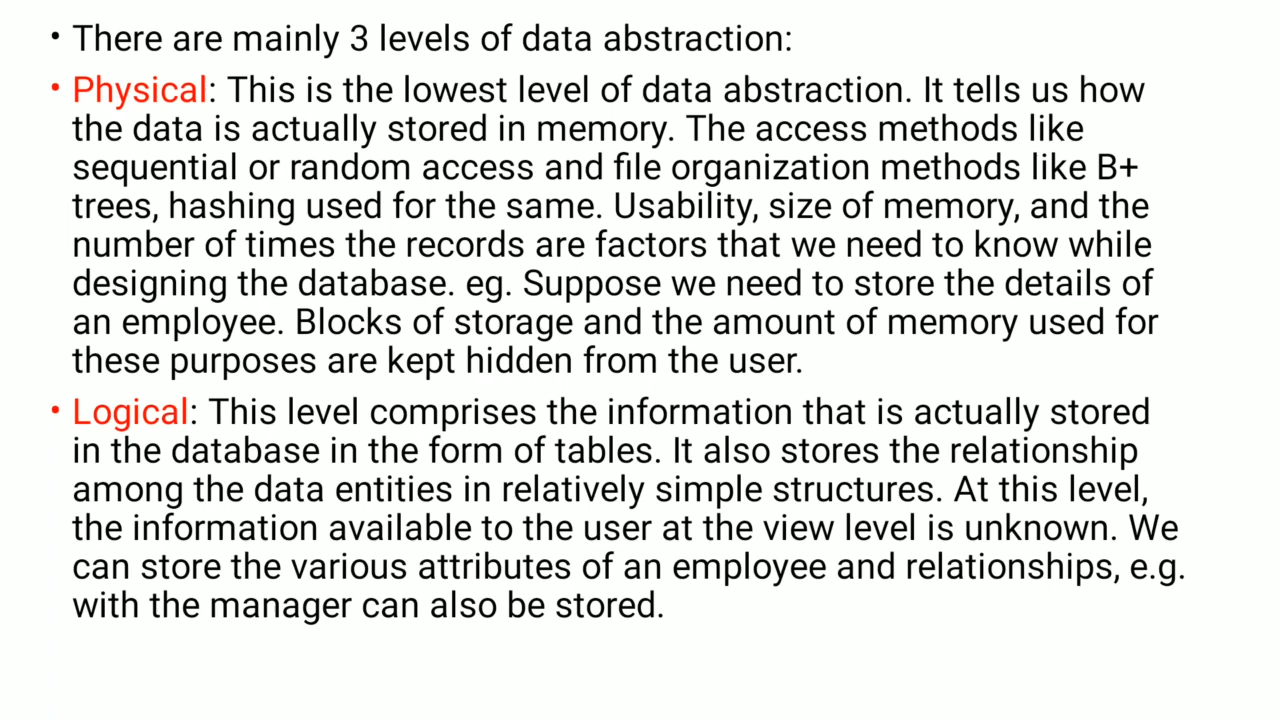 • There are mainly 3 levels of data abstraction:
• Physical: This is the lowest level of data abstraction. It tells us how
the data is actually stored in memory. The access methods like
sequential or random access and file organization methods like B+
trees, hashing used for the same. Usability, size of memory, and the
number of times the records are factors that we need to know while
designing the database. eg. Suppose we need to store the details of
an employee. Blocks of storage and the amount of memory used for
these purposes are kept hidden from the user.
• Logical: This level comprises the information that is actually stored
in the database in the form of tables. It also stores the relationship
among the data entities in relatively simple structures. At this level,
the information available to the user at the view level is unknown. We
can store the various attributes of an employee and relationships, e.g.
with the manager can also be stored.